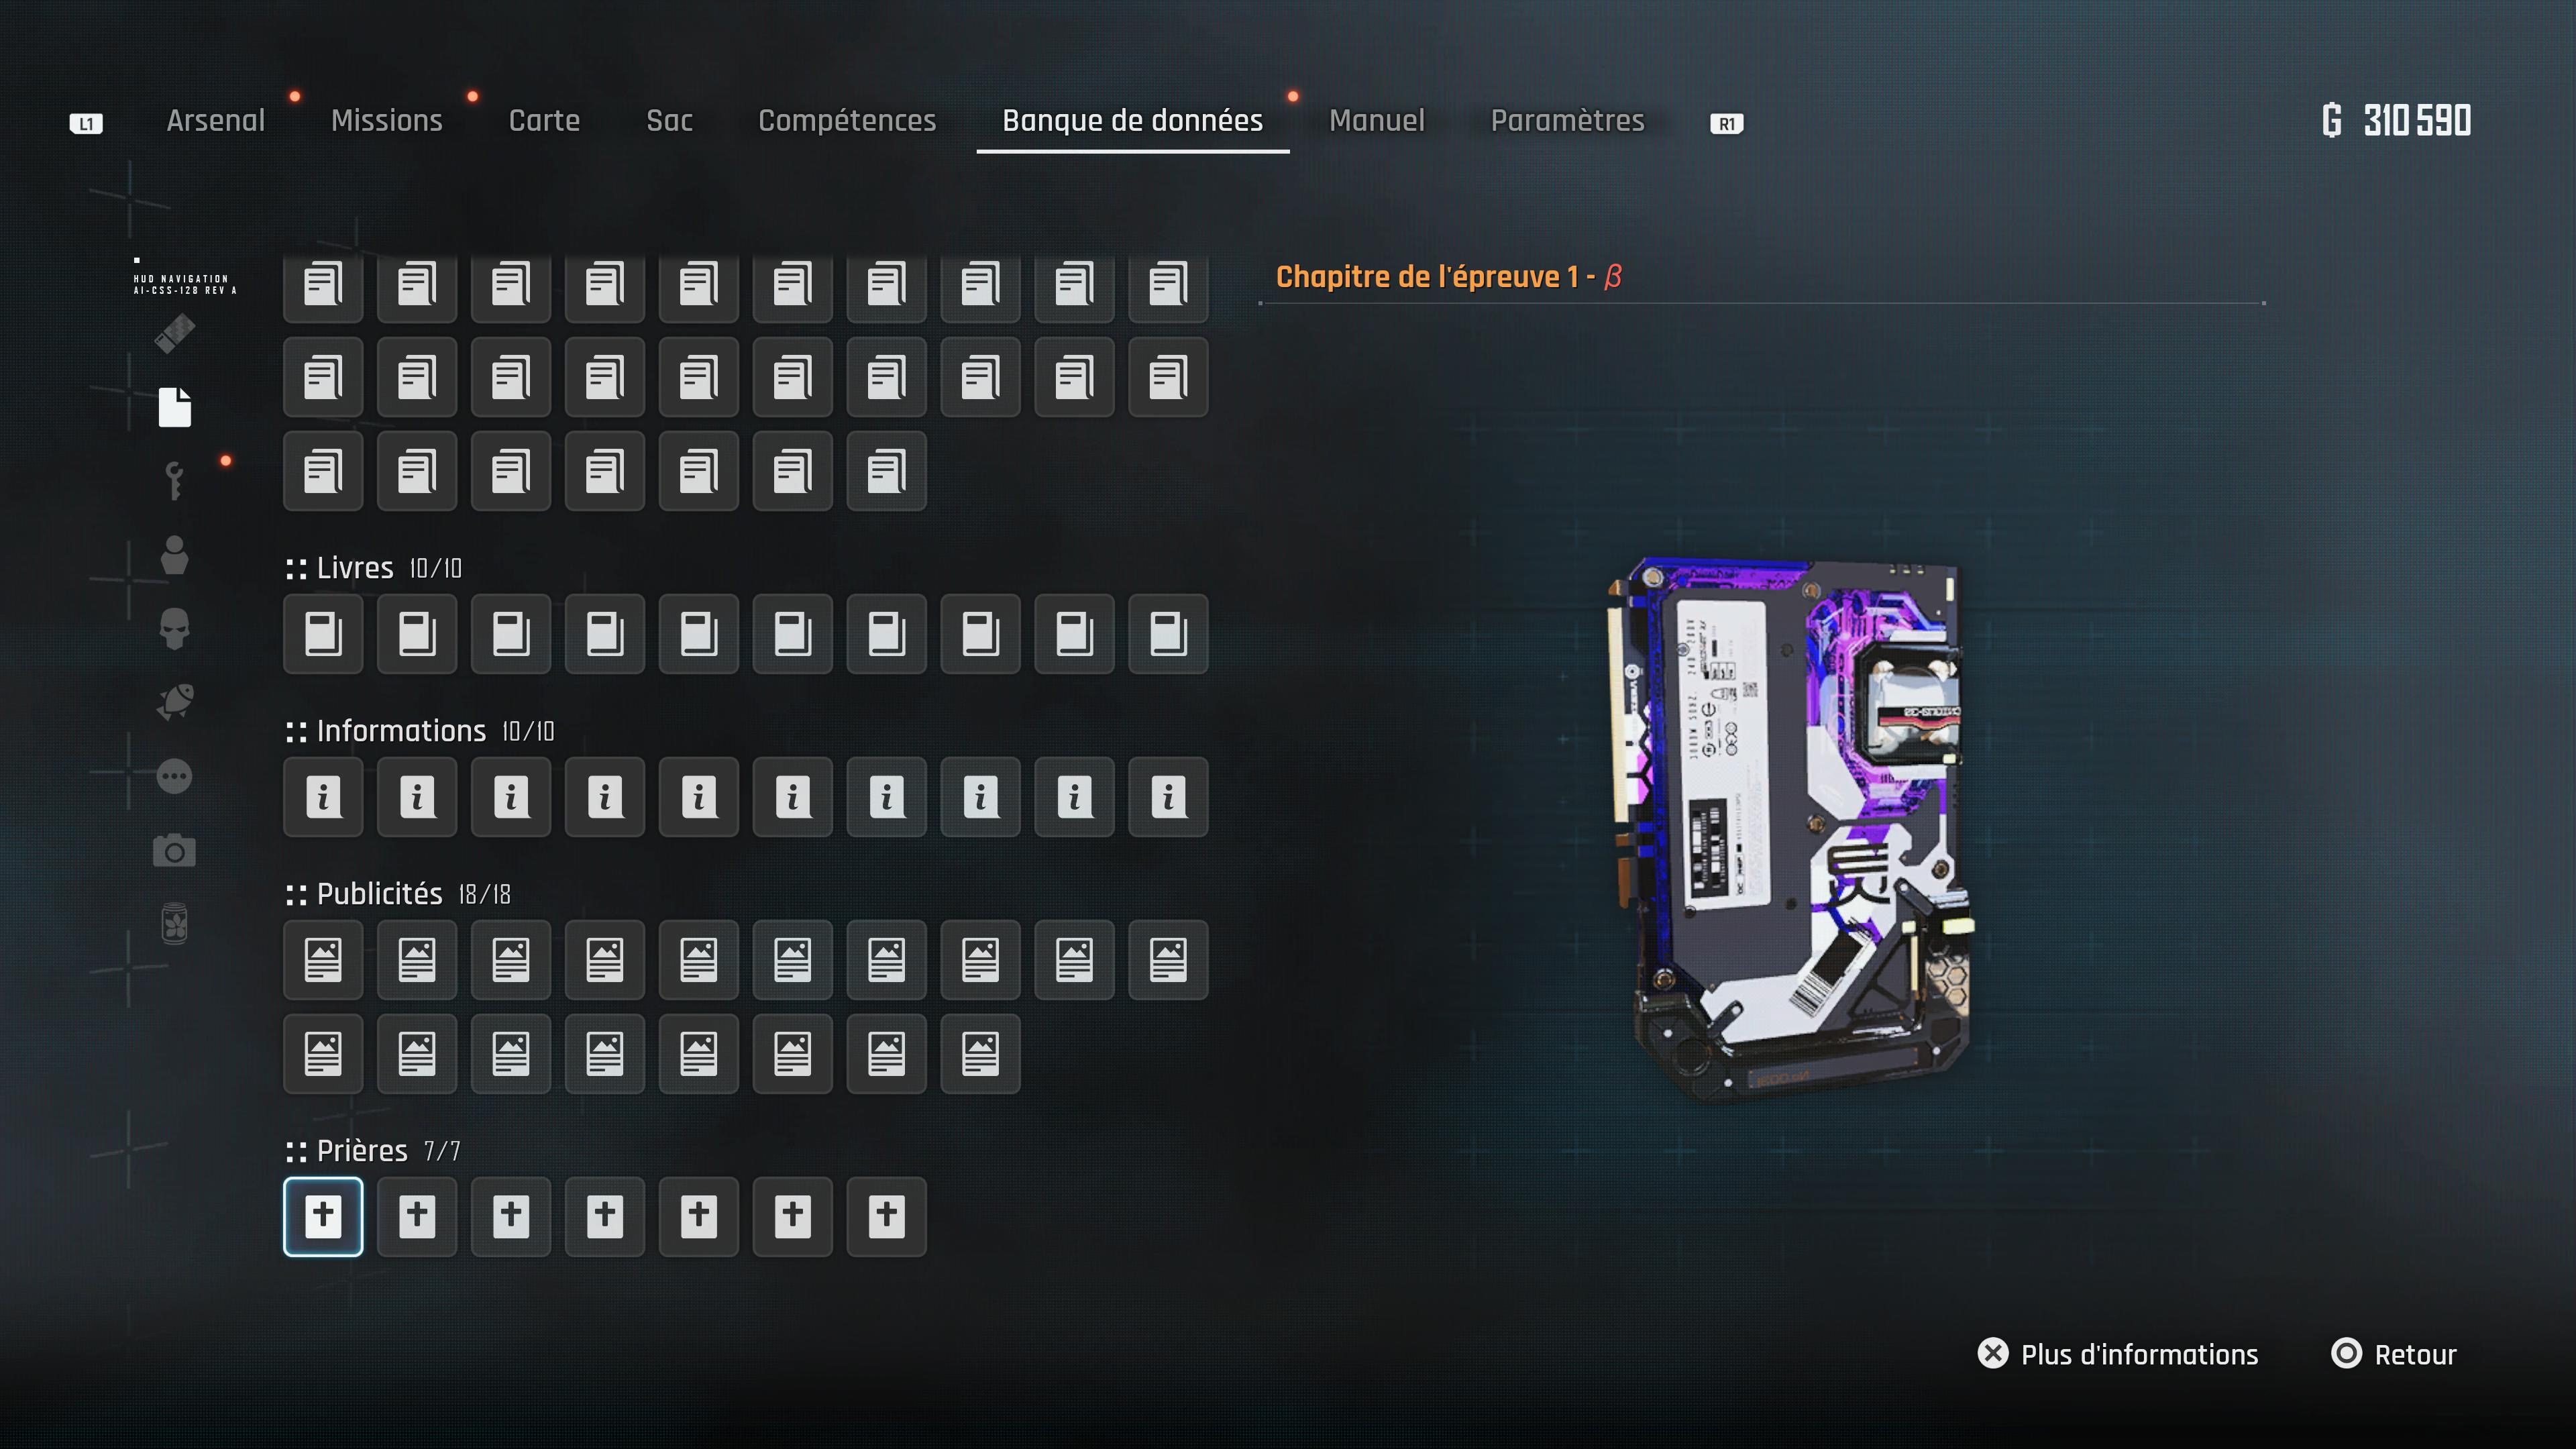 L1 Arsenal Missions Carte Sac Compétences Banque de données Manuel Paramètres R1 G 310 590
HUD NAVIGATION
AI-CSS-128 REV A
Chapitre de l'épreuve 1 - β
Livres 10/10
Informations 10/10
Publicités 18/18
Prières 7/7
Plus d'informations Retour